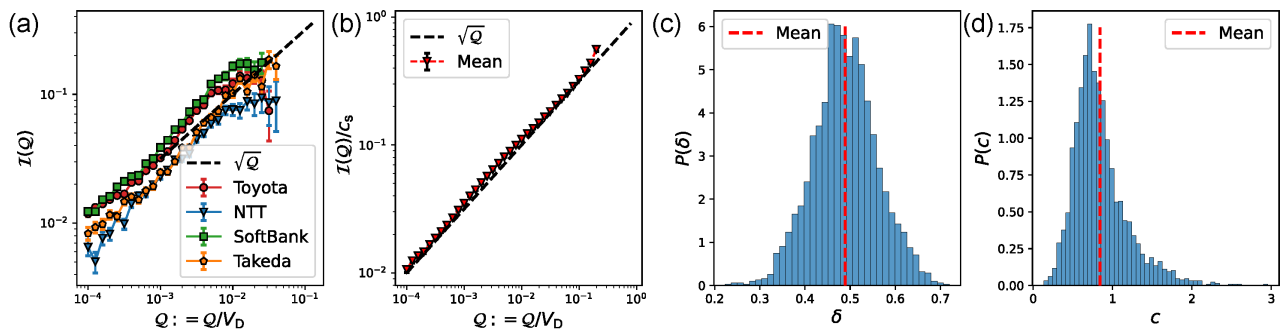 (a)
10⁻¹
10⁻²
I(Q)
10⁻⁴
10⁻³
10⁻²
10⁻¹
Q := Q/V_D
√Q
Toyota
NTT
SoftBank
Takeda
(b)
10⁰
10⁻¹
10⁻²
I(Q)/c_s
10⁻⁴
10⁻³
10⁻²
10⁻¹
10⁰
Q := Q/V_D
√Q
Mean
(c)
6
5
4
3
2
1
0
P(δ)
0.2
0.3
0.4
0.5
0.6
0.7
δ
Mean
(d)
1.75
1.50
1.25
1.00
0.75
0.50
0.25
0.00
P(c)
0
1
2
3
c
Mean